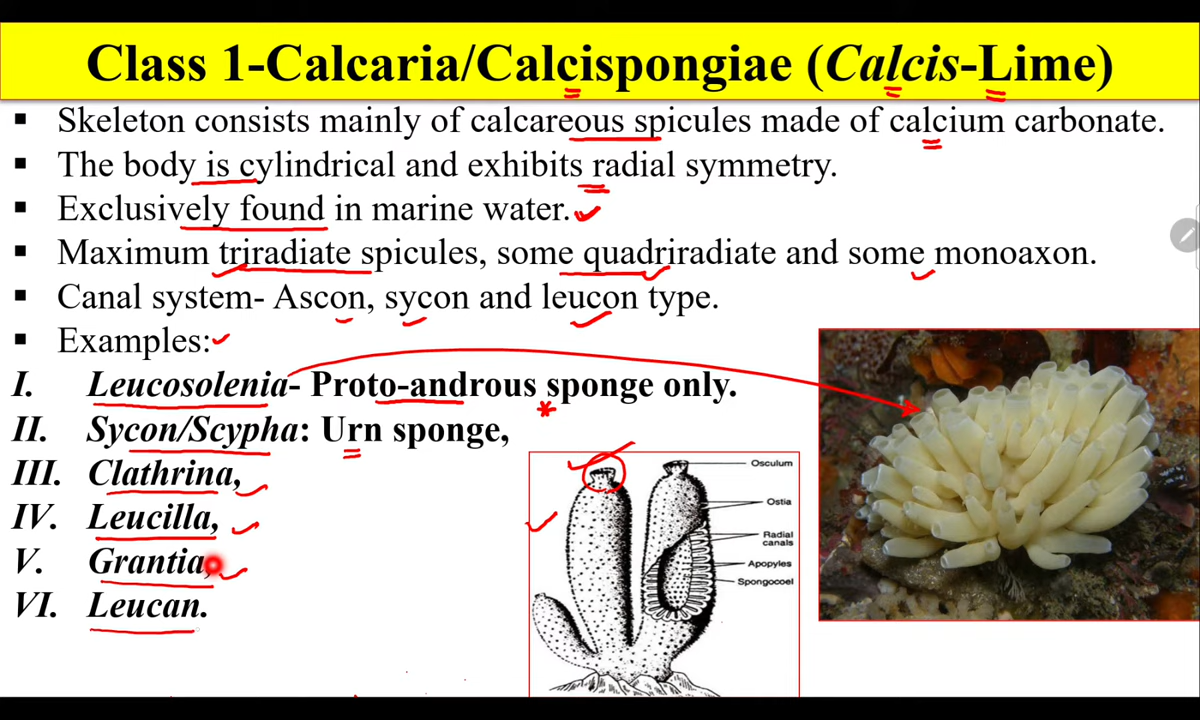 Class 1-Calcaria/Calcispongiae (Calcis-Lime)
▪ Skeleton consists mainly of calcareous spicules made of calcium carbonate.
▪ The body is cylindrical and exhibits radial symmetry.
▪ Exclusively found in marine water.
▪ Maximum triradiate spicules, some quadriradiate and some monoaxon.
▪ Canal system- Ascon, sycon and leucon type.
▪ Examples:
I. Leucosolenia- Proto-androus sponge only.
II. Sycon/Scypha: Urn sponge,
III. Clathrina,
IV. Leucilla,
V. Grantia,
VI. Leucan.
Osculum
Ostia
Radial
canals
Apopyles
Spongocoel